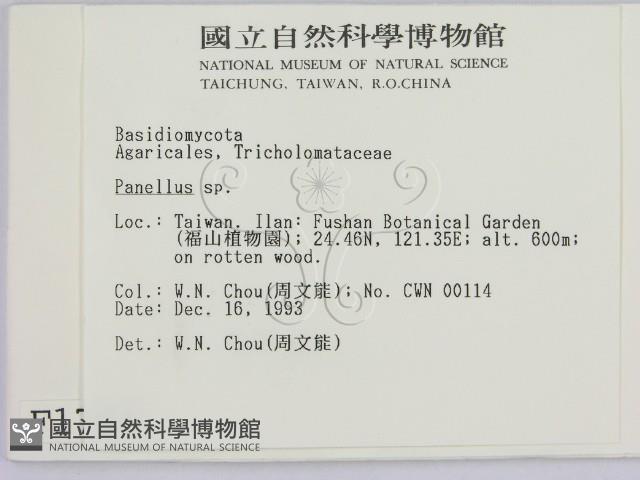 國立自然科學博物館
NATIONAL MUSEUM OF NATURAL SCIENCE
TAICHUNG, TAIWAN, R.O.CHINA
Basidiomycota
Agaricales, Tricholomataceae
Panellus sp.
Loc.: Taiwan. Ilan: Fushan Botanical Garden
(福山植物園); 24.46N, 121.35E; alt. 600m;
on rotten wood.
Col.: W.N. Chou(周文能); No. CWN 00114
Date: Dec. 16, 1993
Det.: W.N. Chou(周文能)
國立自然科學博物館
NATIONAL MUSEUM OF NATURAL SCIENCE